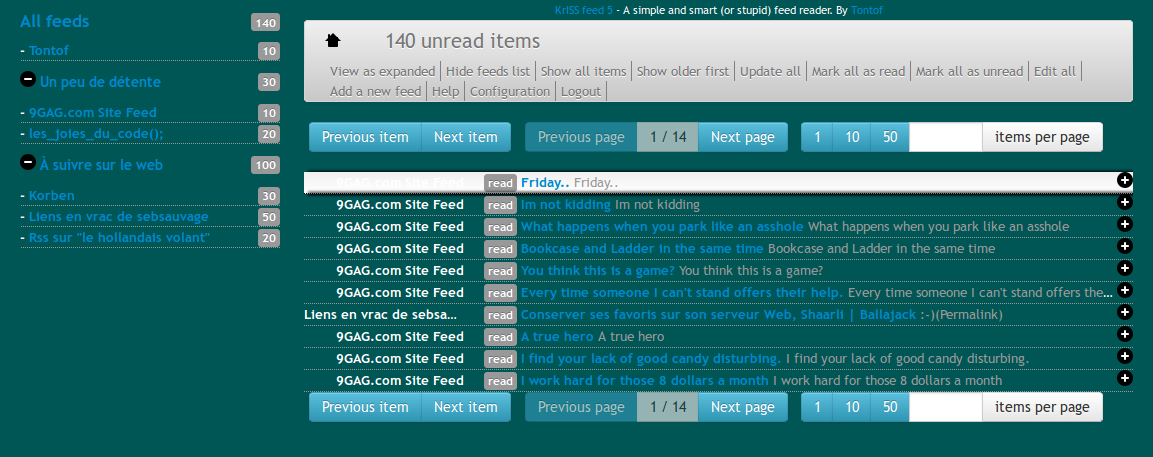 KrISS feed 5 - A simple and smart (or stupid) feed reader. By Tontof
All feeds 140
- Tontof 10
Un peu de détente 30
- 9GAG.com Site Feed 10
- les_joies_du_code(); 20
À suivre sur le web 100
- Korben 30
- Liens en vrac de sebsauvage 50
- Rss sur "le hollandais volant" 20
140 unread items
View as expanded Hide feeds list Show all items Show older first Update all Mark all as read Mark all as unread Edit all
Add a new feed Help Configuration Logout
Previous item Next item Previous page 1 / 14 Next page 1 10 50 items per page
9GAG.com Site Feed read Friday.. Friday..
9GAG.com Site Feed read Im not kidding Im not kidding
9GAG.com Site Feed read What happens when you park like an asshole What happens when you park like an asshole
9GAG.com Site Feed read Bookcase and Ladder in the same time Bookcase and Ladder in the same time
9GAG.com Site Feed read You think this is a game? You think this is a game?
9GAG.com Site Feed read Every time someone I can't stand offers their help. Every time someone I can't stand offers the...
Liens en vrac de sebsa... read Conserver ses favoris sur son serveur Web, Shaarli | Ballajack :-)(Permalink)
9GAG.com Site Feed read A true hero A true hero
9GAG.com Site Feed read I find your lack of good candy disturbing. I find your lack of good candy disturbing.
9GAG.com Site Feed read I work hard for those 8 dollars a month I work hard for those 8 dollars a month
Previous item Next item Previous page 1 / 14 Next page 1 10 50 items per page